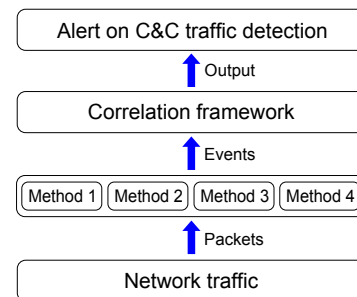 Alert on C&C traffic detection
Output
Correlation framework
Events
Method 1 Method 2 Method 3 Method 4
Packets
Network traffic